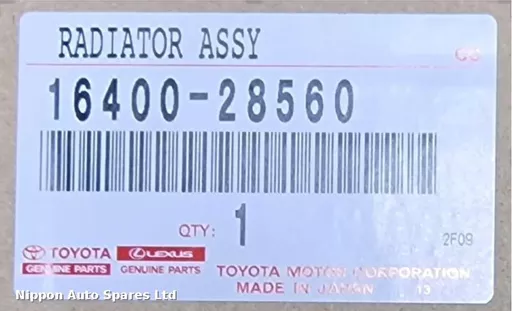 RADIATOR ASSY
16400-28560
QTY: 1
2F09
TOYOTA LEXUS
GENUINE PARTS GENUINE PARTS
TOYOTA MOTOR CORPORATION
MADE IN JAPAN 13
Nippon Auto Spares Ltd